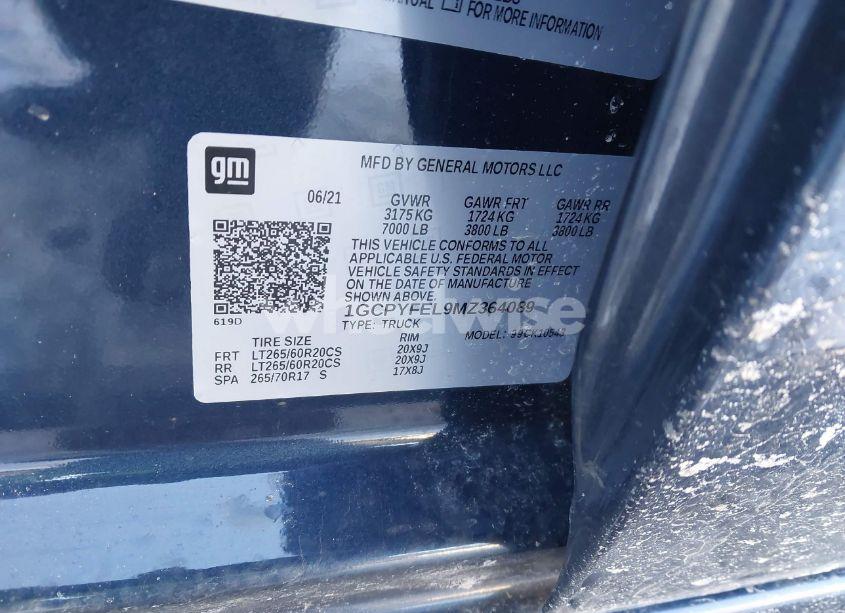 MANUAL
FOR MORE INFORMATION
gm
MFD BY GENERAL MOTORS LLC
06/21 GVWR GAWR FRT GAWR RR
3175 KG 1724 KG 1724 KG
7000 LB 3800 LB 3800 LB
THIS VEHICLE CONFORMS TO ALL
APPLICABLE U.S. FEDERAL MOTOR
VEHICLE SAFETY STANDARDS IN EFFECT
ON THE DATE OF MANUFACTURE
SHOWN ABOVE.
1GCPYFEL9MZ364089
619D TYPE: TRUCK MODEL:
TIRE SIZE RIM
FRT LT265/60R20CS 20X9J
RR LT265/60R20CS 20X9J
SPA 265/70R17 S 17X8J